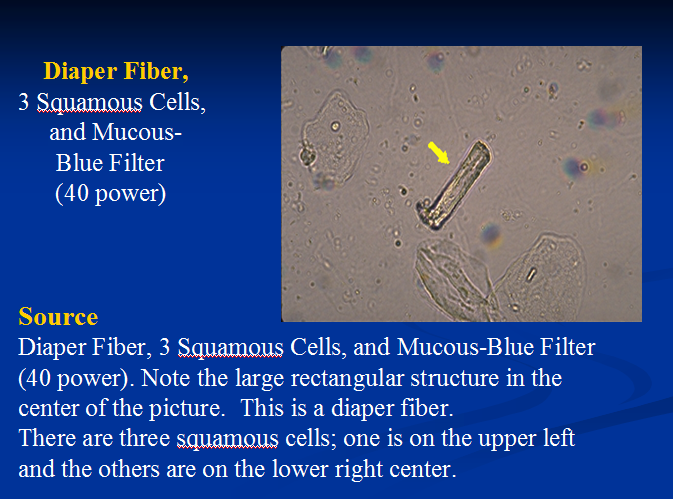 Diaper Fiber,
3 Squamous Cells,
and Mucous-
Blue Filter
(40 power)
Source
Diaper Fiber, 3 Squamous Cells, and Mucous-Blue Filter
(40 power). Note the large rectangular structure in the
center of the picture.  This is a diaper fiber.
There are three squamous cells; one is on the upper left
and the others are on the lower right center.